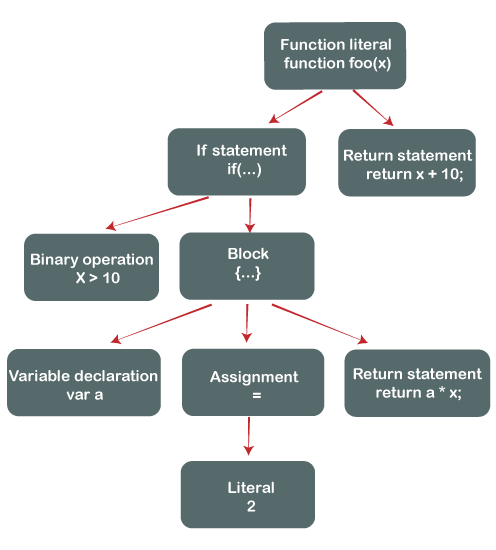 Function literal
function foo(x)
If statement
if(...)
Return statement
return x + 10;
Binary operation
X > 10
Block
{...}
Variable declaration
var a
Assignment
=
Return statement
return a * x;
Literal
2